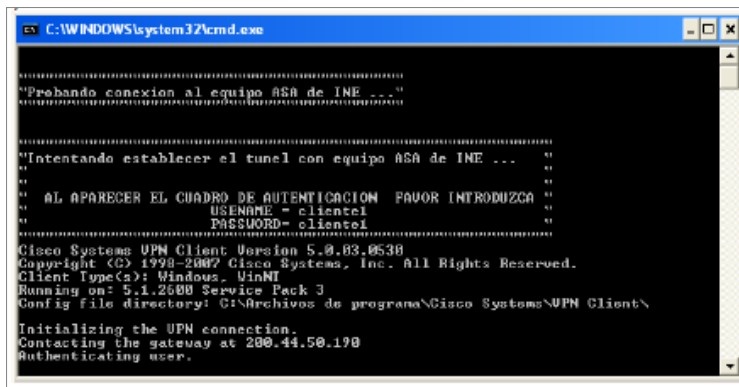 C:\WINDOWS\system32\cmd.exe
"Probando conexion al equipo ASA de INE ..."
"Intentando establecer el tunel con equipo ASA de INE ... "
" AL APARECER EL CUADRO DE AUTENTICACION FAVOR INTRODUZCA "
" USENAME = cliente1 "
" PASSWORD= cliente1 "
Cisco Systems VPN Client Version 5.0.03.0530
Copyright (C) 1998-2007 Cisco Systems, Inc. All Rights Reserved.
Client Type(s): Windows, WinNT
Running on: 5.1.2600 Service Pack 3
Config file directory: C:\Archivos de programa\Cisco Systems\VPN Client\
Initializing the VPN connection.
Contacting the gateway at 200.44.50.190
Authenticating user.